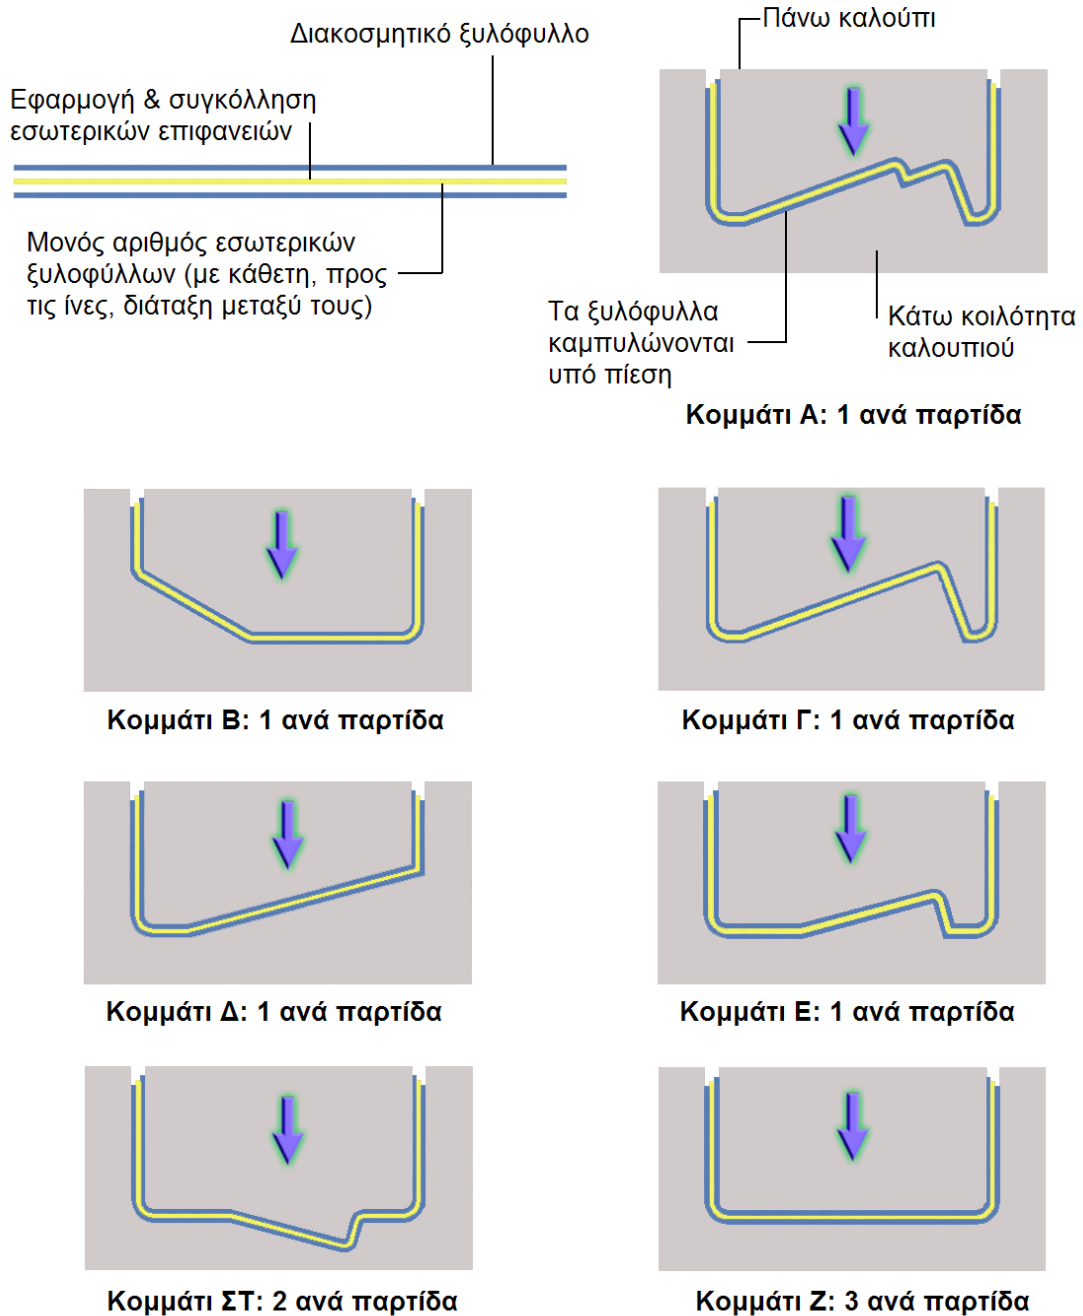 Διακοσμητικό ξυλόφυλλο
Πάνω καλούπι
Εφαρμογή & συγκόλληση
εσωτερικών επιφανειών
Μονός αριθμός εσωτερικών
ξυλοφύλλων (με κάθετη, προς
τις ίνες, διάταξη μεταξύ τους)
Τα ξυλόφυλλα
καμπυλώνονται
υπό πίεση
Κάτω κοιλότητα
καλουπιού
Κομμάτι Α: 1 ανά παρτίδα
Κομμάτι Β: 1 ανά παρτίδα
Κομμάτι Γ: 1 ανά παρτίδα
Κομμάτι Δ: 1 ανά παρτίδα
Κομμάτι Ε: 1 ανά παρτίδα
Κομμάτι ΣΤ: 2 ανά παρτίδα
Κομμάτι Ζ: 3 ανά παρτίδα